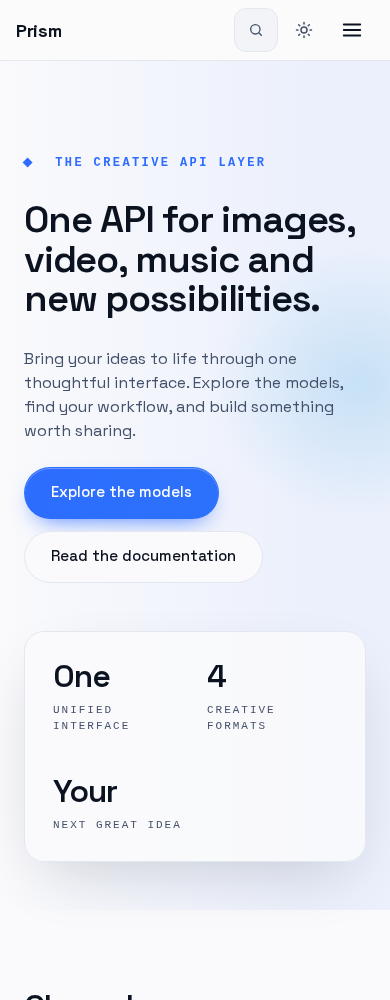 Prism
THE CREATIVE API LAYER
One API for images,
video, music and
new possibilities.
Bring your ideas to life through one
thoughtful interface. Explore the models,
find your workflow, and build something
worth sharing.
Explore the models
Read the documentation
One
UNIFIED
INTERFACE
4
CREATIVE
FORMATS
Your
NEXT GREAT IDEA